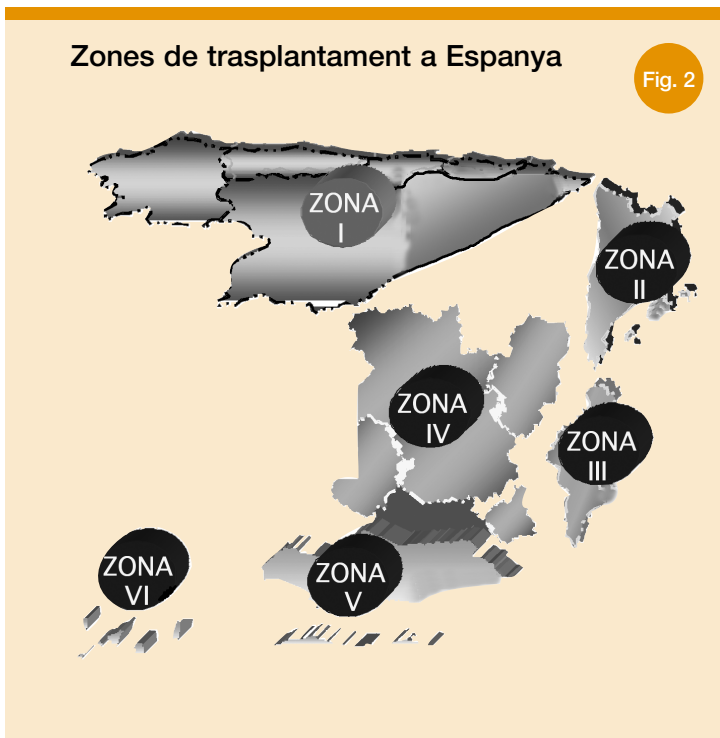 Zones de trasplantament a Espanya
Fig. 2
ZONA
I
ZONA
II
ZONA
IV
ZONA
III
ZONA
VI
ZONA
V